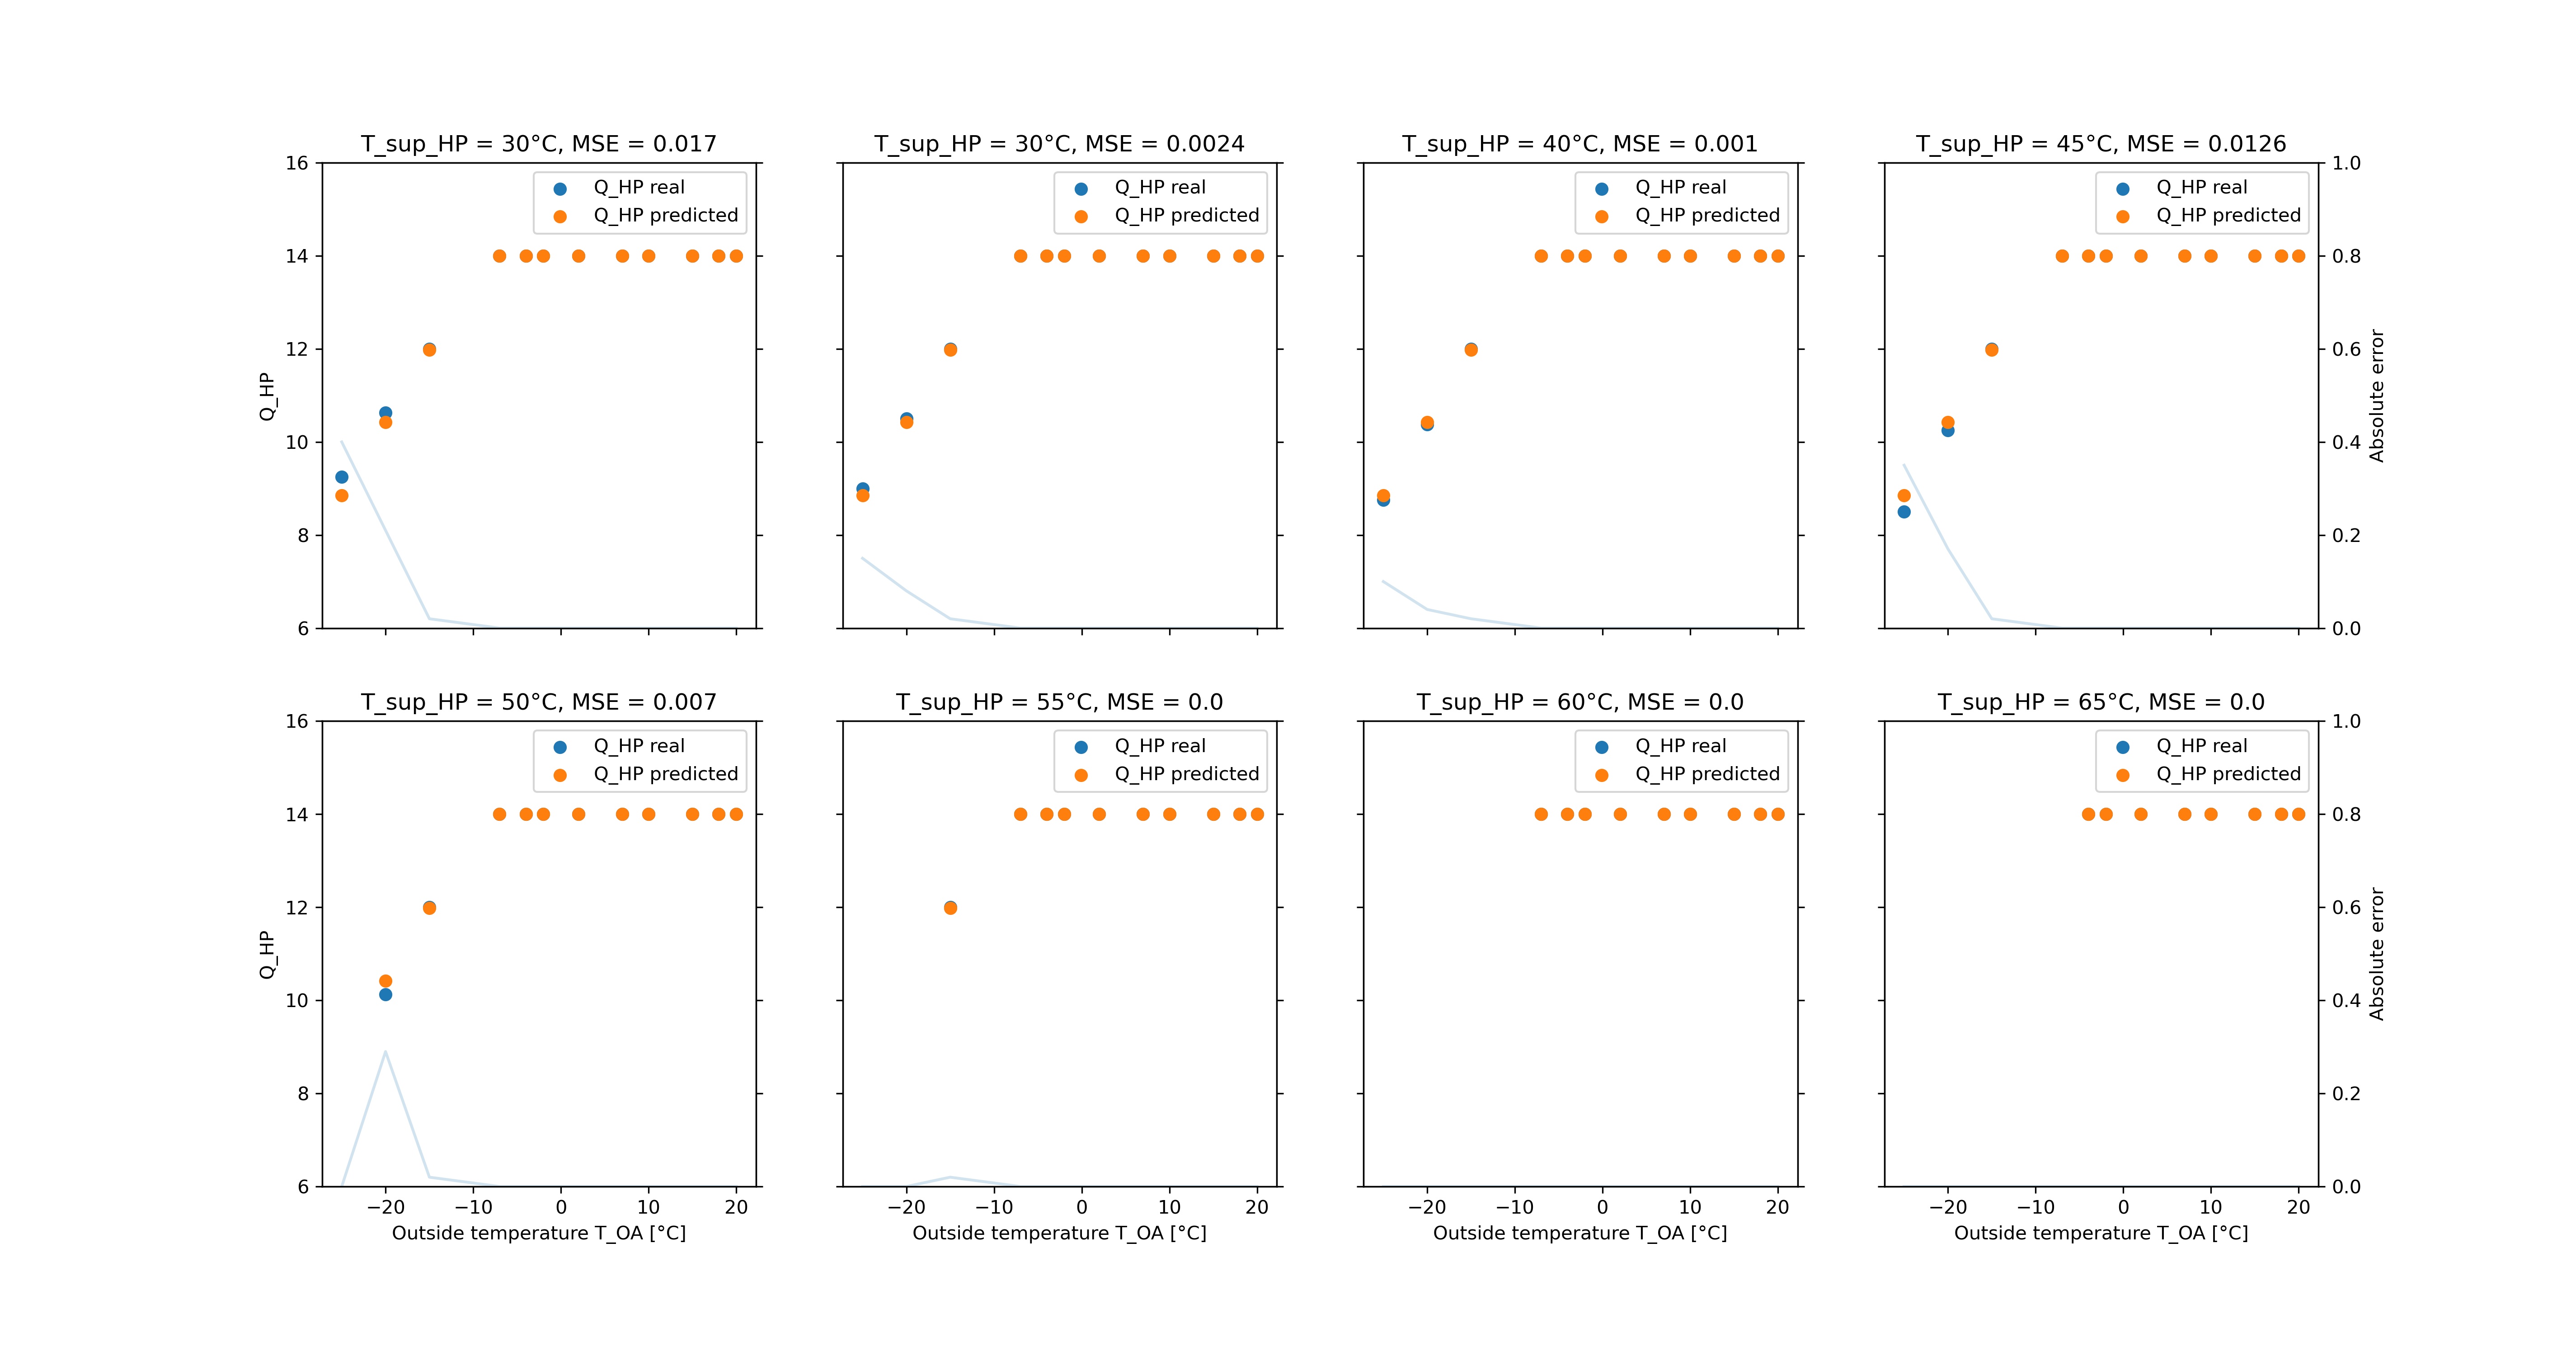 T_sup_HP = 30°C, MSE = 0.017
T_sup_HP = 30°C, MSE = 0.0024
T_sup_HP = 40°C, MSE = 0.001
T_sup_HP = 45°C, MSE = 0.0126
16
14
12
10
8
6
Q_HP
Q_HP real
Q_HP predicted
Q_HP real
Q_HP predicted
Q_HP real
Q_HP predicted
Q_HP real
Q_HP predicted
1.0
0.8
0.6
0.4
0.2
0.0
Absolute error
T_sup_HP = 50°C, MSE = 0.007
T_sup_HP = 55°C, MSE = 0.0
T_sup_HP = 60°C, MSE = 0.0
T_sup_HP = 65°C, MSE = 0.0
16
14
12
10
8
6
Q_HP
Q_HP real
Q_HP predicted
Q_HP real
Q_HP predicted
Q_HP real
Q_HP predicted
Q_HP real
Q_HP predicted
1.0
0.8
0.6
0.4
0.2
0.0
Absolute error
−20 −10 0 10 20
−20 −10 0 10 20
−20 −10 0 10 20
−20 −10 0 10 20
Outside temperature T_OA [°C]
Outside temperature T_OA [°C]
Outside temperature T_OA [°C]
Outside temperature T_OA [°C]